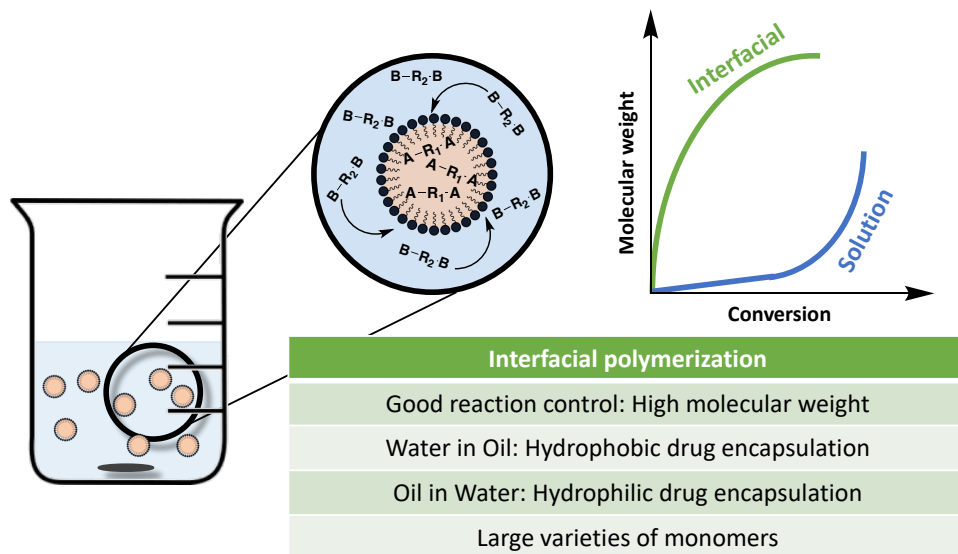 B–R₂·B
B–R₂·B
B–R₂·B
A–R₁·A
A–R₁·A
A–R₁·A
B–R₂·B
B–R₂·B
B–R₂·B
Molecular weight
Interfacial
Solution
Conversion
Interfacial polymerization
Good reaction control: High molecular weight
Water in Oil: Hydrophobic drug encapsulation
Oil in Water: Hydrophilic drug encapsulation
Large varieties of monomers